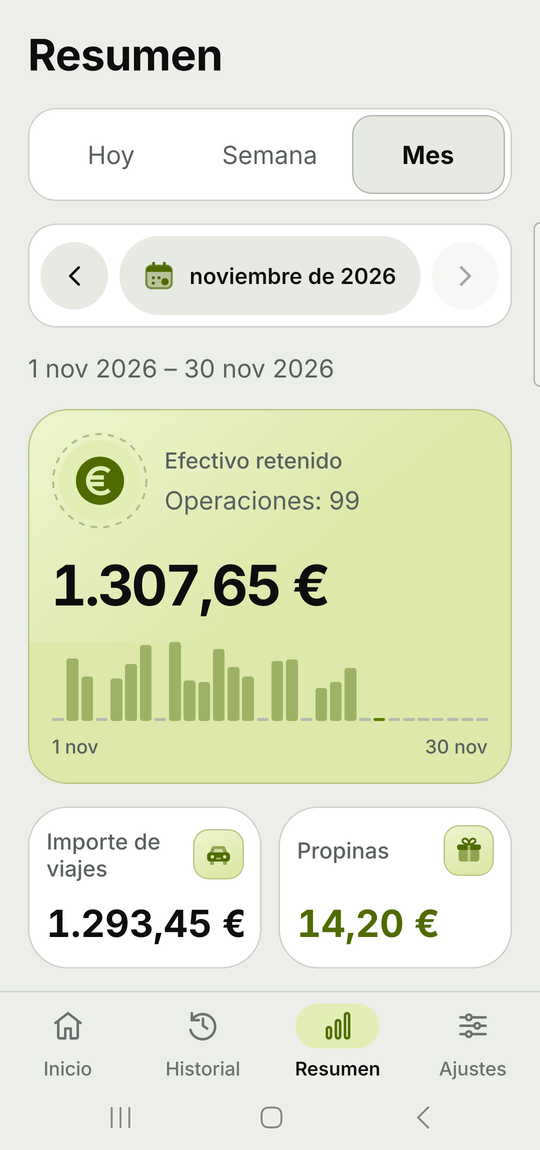 Resumen
Hoy
Semana
Mes
noviembre de 2026
1 nov 2026 – 30 nov 2026
€
Efectivo retenido
Operaciones: 99
1.307,65 €
1 nov
30 nov
Importe de
viajes
1.293,45 €
Propinas
14,20 €
Inicio
Historial
Resumen
Ajustes